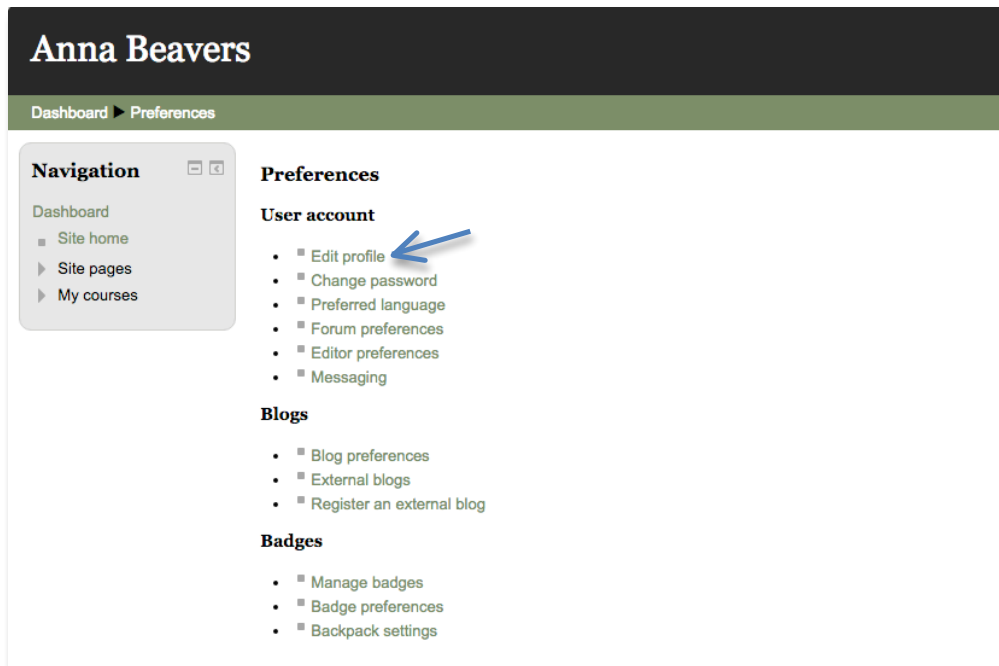 Anna Beavers
Dashboard ▶ Preferences
Navigation
Dashboard
Site home
Site pages
My courses
Preferences
User account
Edit profile
Change password
Preferred language
Forum preferences
Editor preferences
Messaging
Blogs
Blog preferences
External blogs
Register an external blog
Badges
Manage badges
Badge preferences
Backpack settings